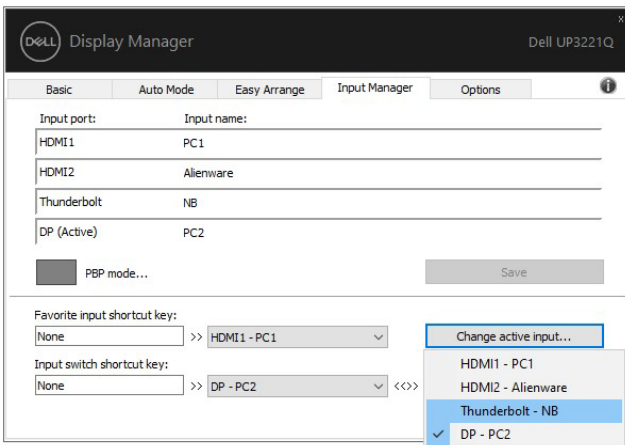 DELL Display Manager Dell UP3221Q
Basic Auto Mode Easy Arrange Input Manager Options
Input port: Input name:
HDMI1 PC1
HDMI2 Alienware
Thunderbolt NB
DP (Active) PC2
PBP mode... Save
Favorite input shortcut key:
None >> HDMI1 - PC1 Change active input...
Input switch shortcut key:
None >> DP - PC2 <<>>
HDMI1 - PC1
HDMI2 - Alienware
Thunderbolt - NB
DP - PC2